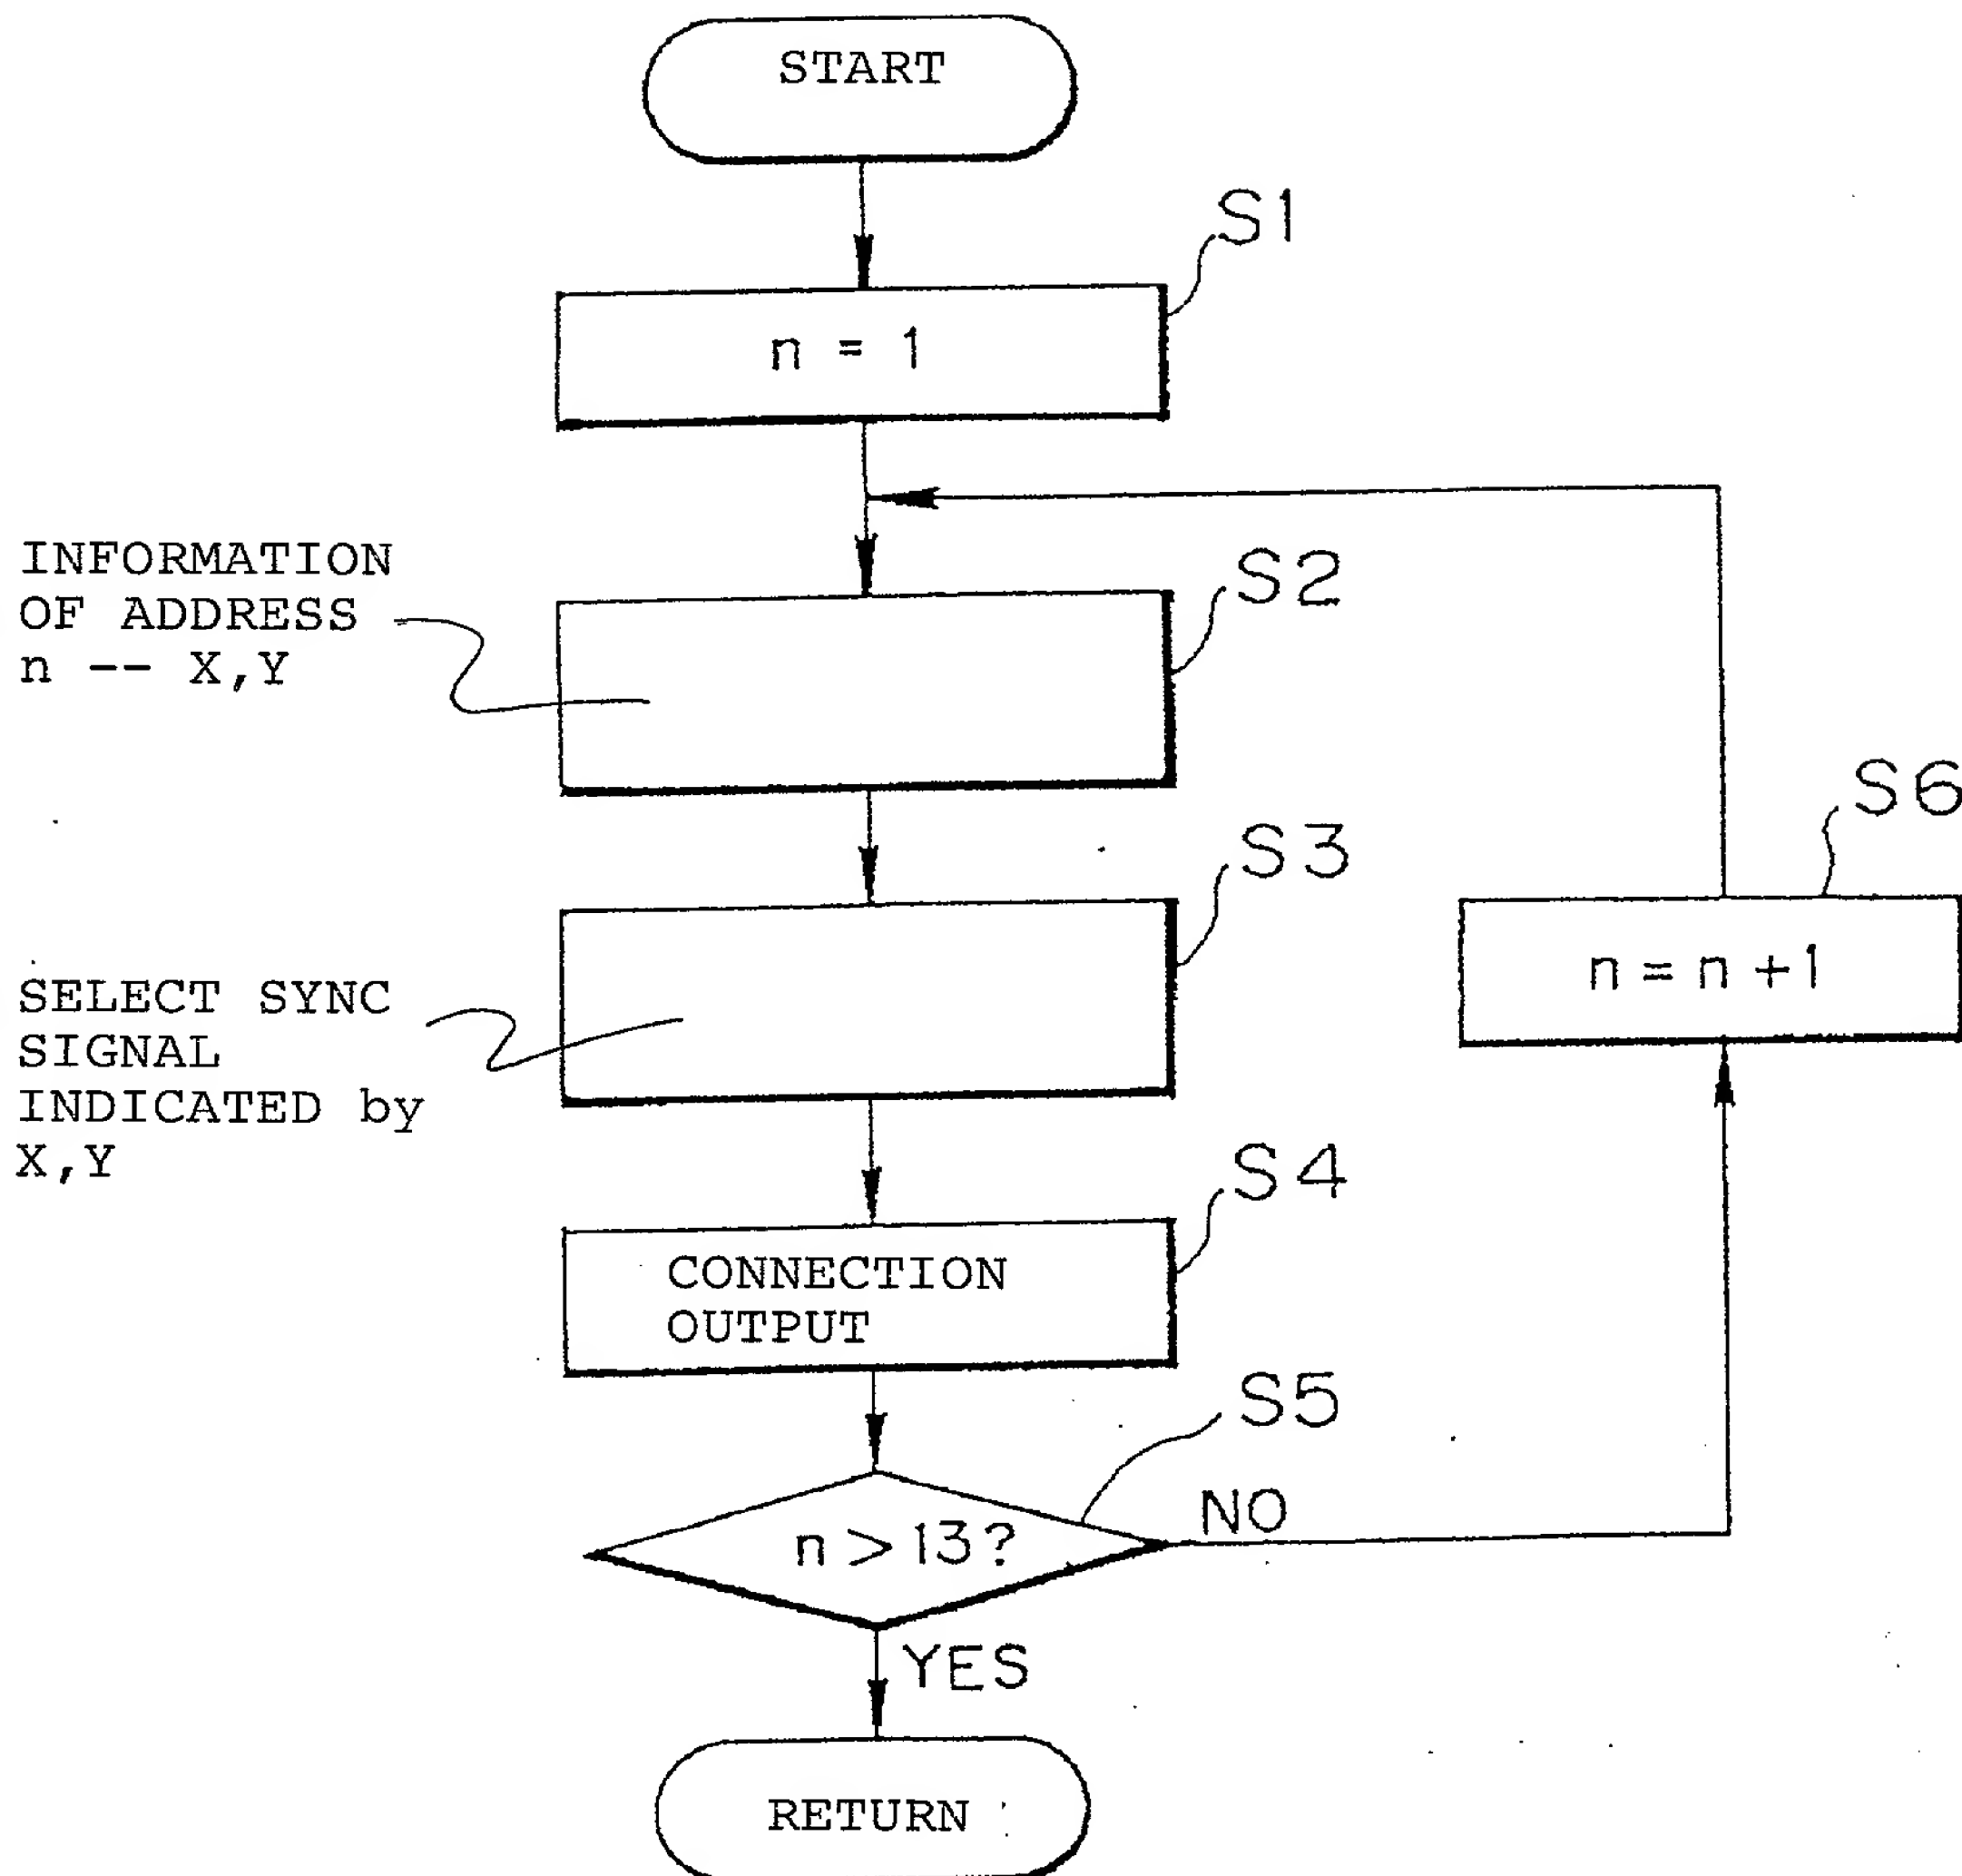 START
S1
n = 1
INFORMATION
OF ADDRESS
n -- X,Y
S2
S3
SELECT SYNC
SIGNAL
INDICATED by
X,Y
S6
n = n + 1
S4
CONNECTION
OUTPUT
S5
n > 13?
NO
YES
RETURN